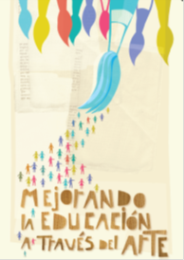 MEJORANDO
la EDUCACIÓN
A TRAVÉS del ARTE